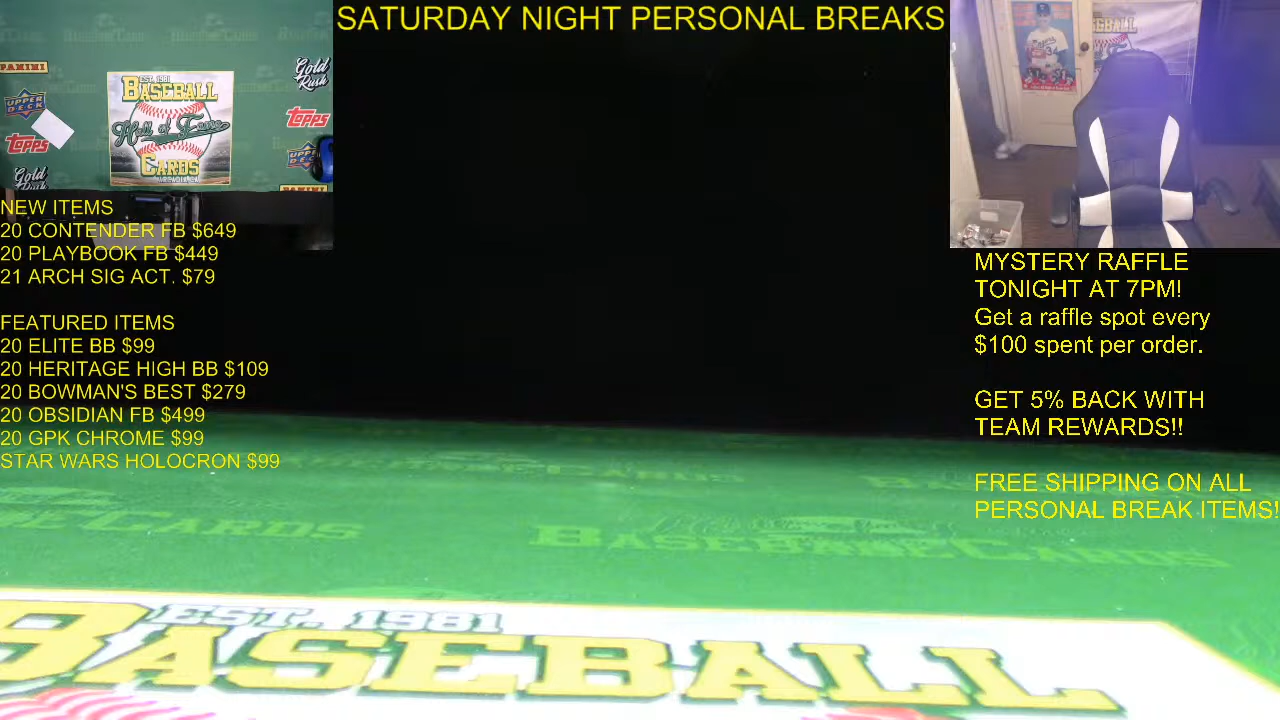 SATURDAY NIGHT PERSONAL BREAKS
PANINI
UPPER DECK
TOPPS
Gold Rush
EST. 1981
BASEBALL
Hall of Fame
CARDS
Gold Rush
TOPPS
UPPER
PANINI
NEW ITEMS
20 CONTENDER FB $649
20 PLAYBOOK FB $449
21 ARCH SIG ACT. $79
FEATURED ITEMS
20 ELITE BB $99
20 HERITAGE HIGH BB $109
20 BOWMAN'S BEST $279
20 OBSIDIAN FB $499
20 GPK CHROME $99
STAR WARS HOLOCRON $99
MYSTERY RAFFLE
TONIGHT AT 7PM!
Get a raffle spot every
$100 spent per order.
GET 5% BACK WITH
TEAM REWARDS!!
FREE SHIPPING ON ALL
PERSONAL BREAK ITEMS!
BASEBALL CARDS
EST. 1981
BASEBALL